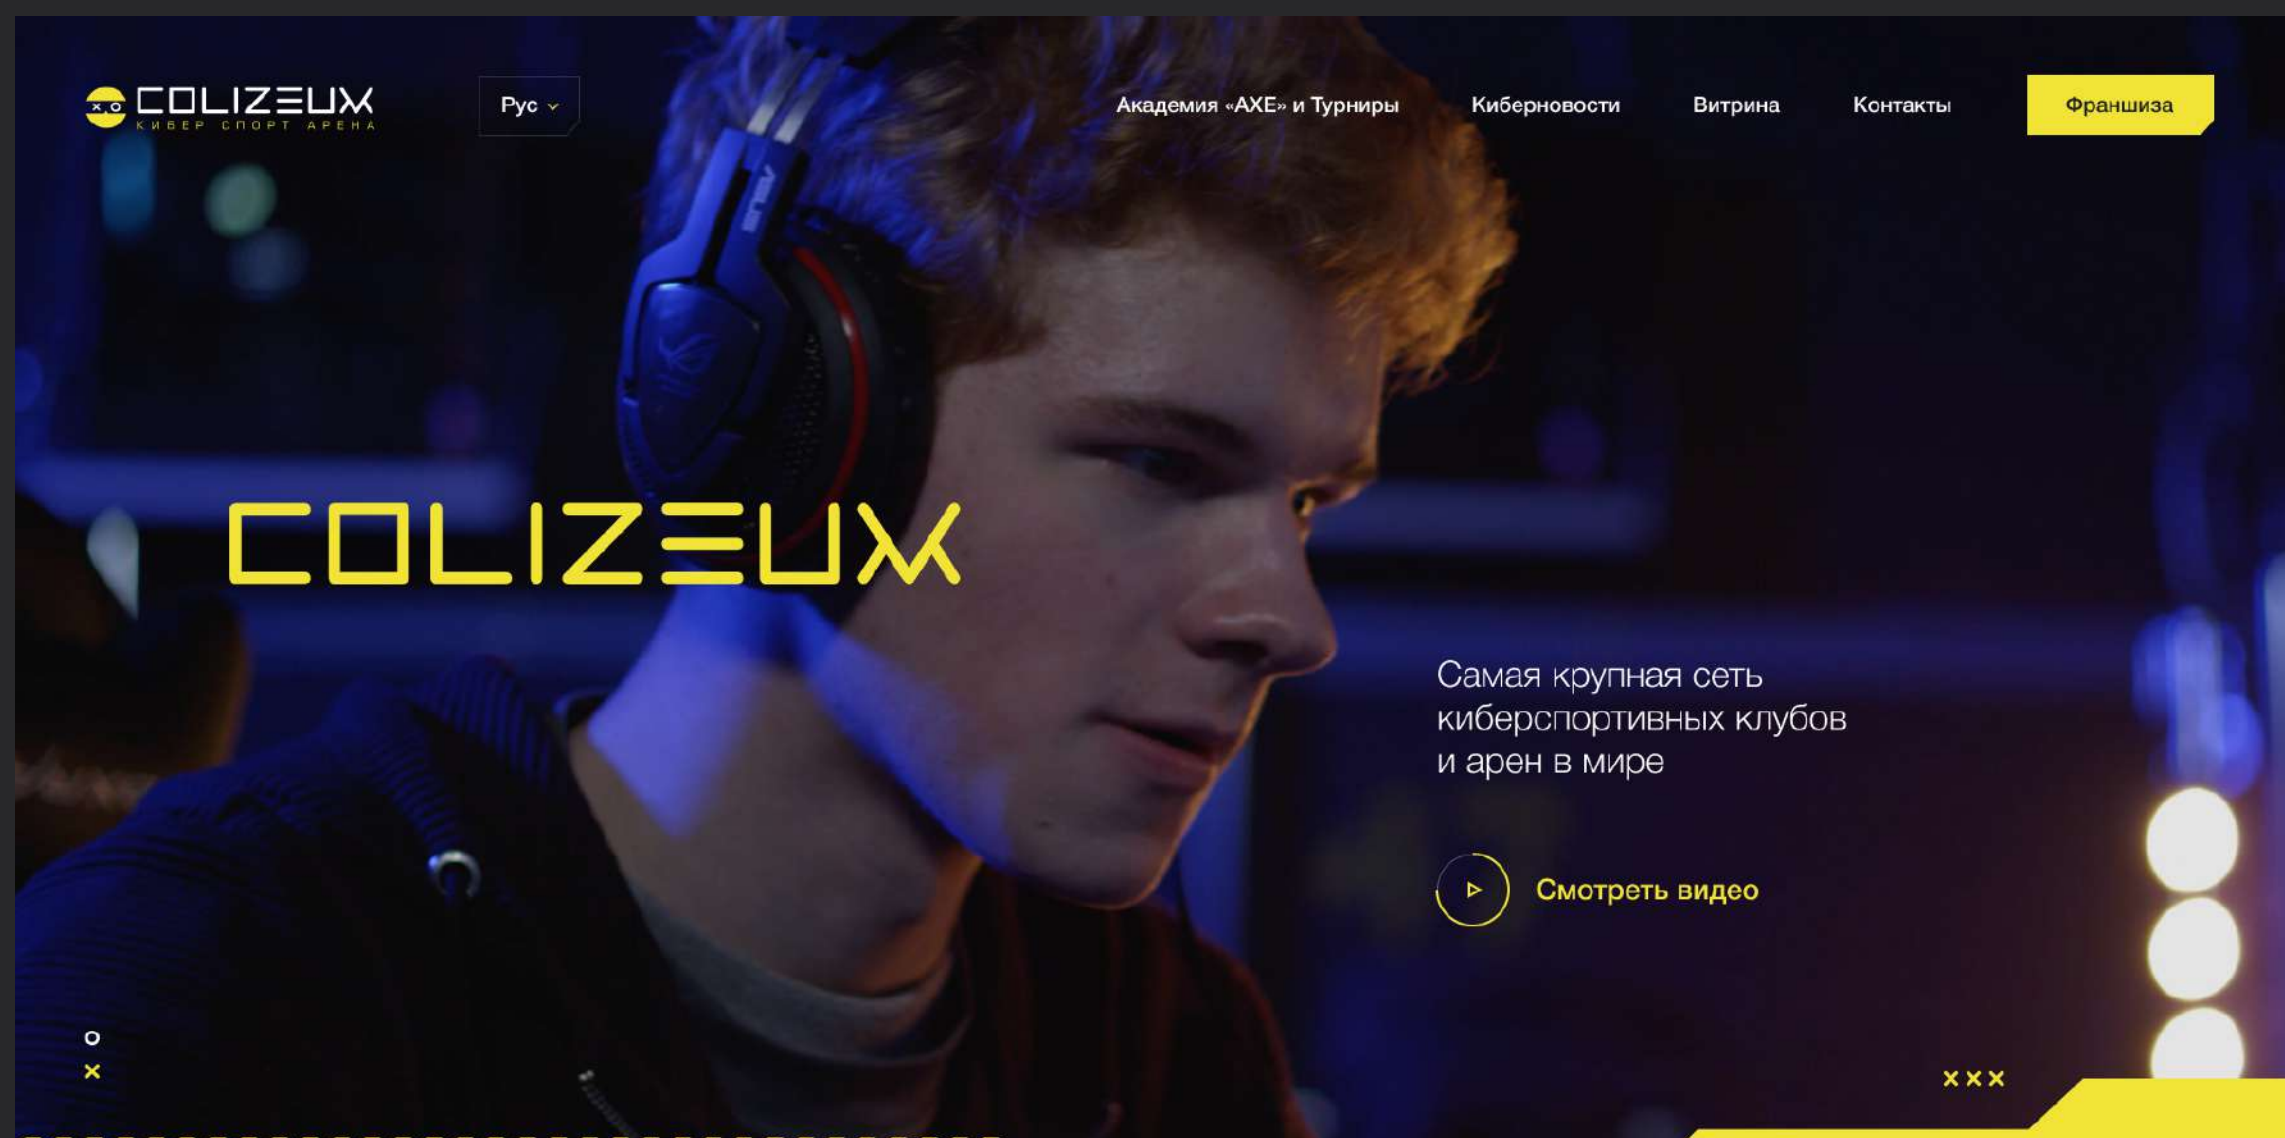 COLIZEUM
КИБЕР СПОРТ АРЕНА
Рус
Академия «AXE» и Турниры
Киберновости
Витрина
Контакты
Франшиза
ASUS
COLIZEUM
Самая крупная сеть
киберспортивных клубов
и арен в мире
Смотреть видео